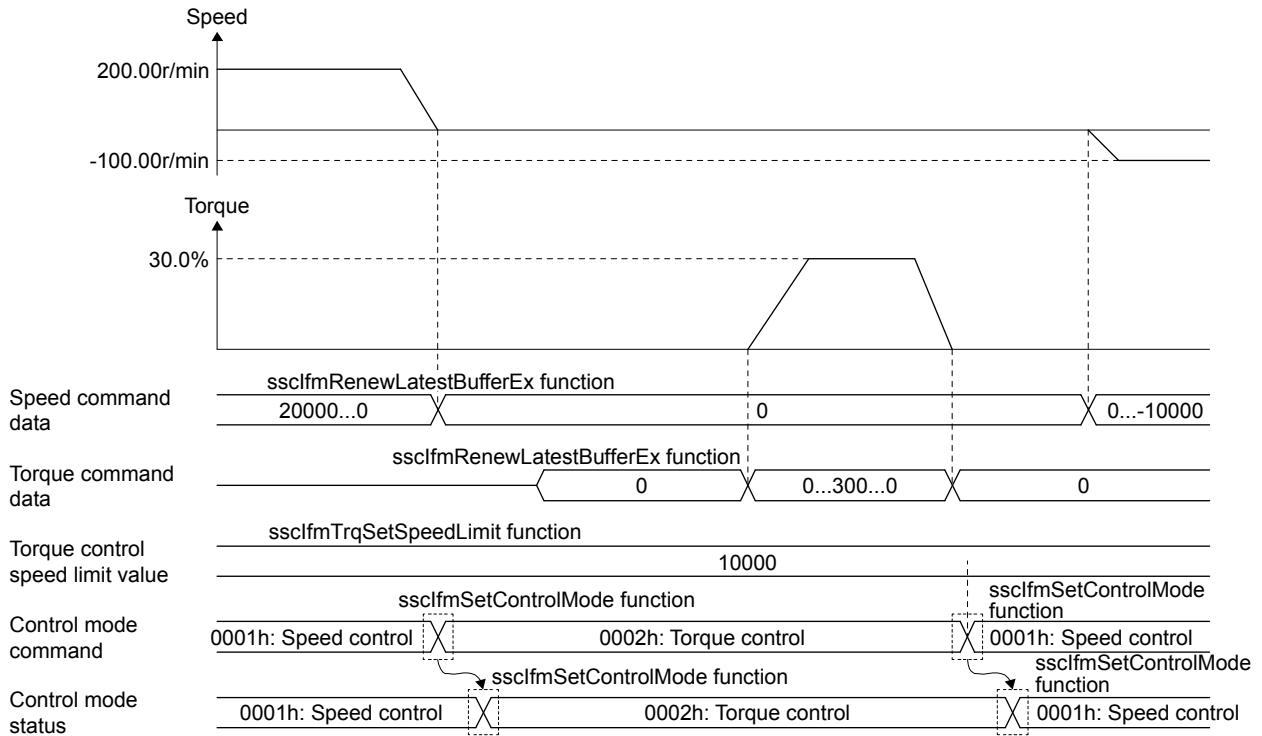 Speed
200.00r/min
-100.00r/min
Torque
30.0%
sscIfmRenewLatestBufferEx function
Speed command
data
20000...0
0
0...-10000
sscIfmRenewLatestBufferEx function
Torque command
data
0
0...300...0
0
sscIfmTrqSetSpeedLimit function
Torque control
speed limit value
10000
sscIfmSetControlMode function
sscIfmSetControlMode
function
Control mode
command
0001h: Speed control
0002h: Torque control
0001h: Speed control
sscIfmSetControlMode function
sscIfmSetControlMode
function
Control mode
status
0001h: Speed control
0002h: Torque control
0001h: Speed control